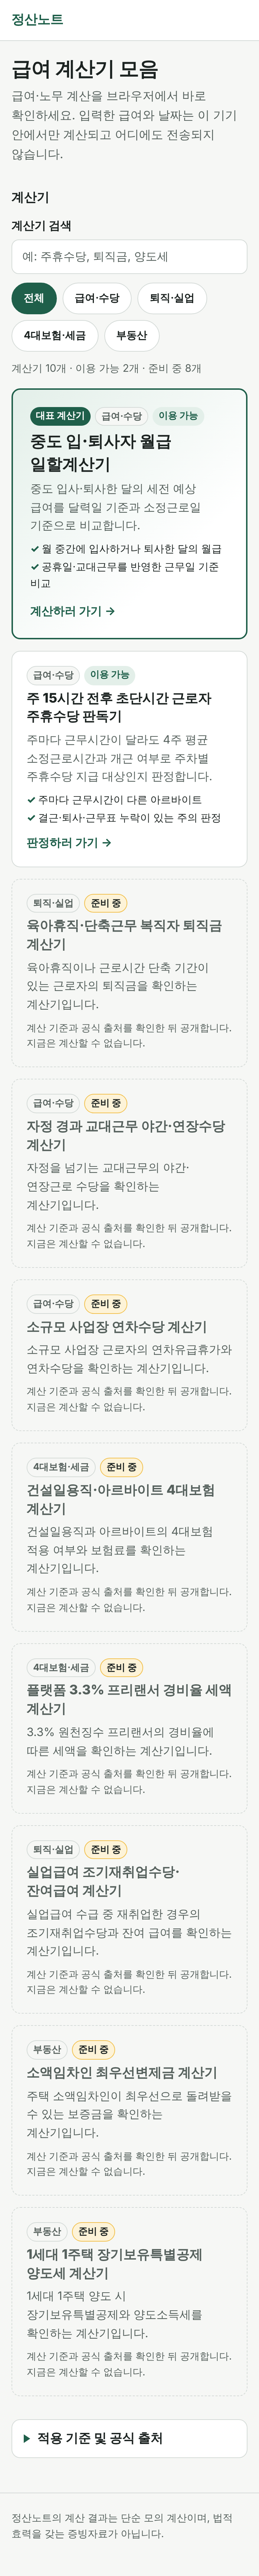 정산노트
급여 계산기 모음
급여·노무 계산을 브라우저에서 바로
확인하세요. 입력한 급여와 날짜는 이 기기
안에서만 계산되고 어디에도 전송되지
않습니다.
계산기
계산기 검색
예: 주휴수당, 퇴직금, 양도세
전체 급여·수당 퇴직·실업
4대보험·세금 부동산
계산기 10개 · 이용 가능 2개 · 준비 중 8개
대표 계산기 급여·수당 이용 가능
중도 입·퇴사자 월급
일할계산기
중도 입사·퇴사한 달의 세전 예상
급여를 달력일 기준과 소정근로일
기준으로 비교합니다.
✓ 월 중간에 입사하거나 퇴사한 달의 월급
✓ 공휴일·교대근무를 반영한 근무일 기준
비교
계산하러 가기 →
급여·수당 이용 가능
주 15시간 전후 초단시간 근로자
주휴수당 판독기
주마다 근무시간이 달라도 4주 평균
소정근로시간과 개근 여부로 주차별
주휴수당 지급 대상인지 판정합니다.
✓ 주마다 근무시간이 다른 아르바이트
✓ 결근·퇴사·근무표 누락이 있는 주의 판정
판정하러 가기 →
퇴직·실업 준비 중
육아휴직·단축근무 복직자 퇴직금
계산기
육아휴직이나 근로시간 단축 기간이
있는 근로자의 퇴직금을 확인하는
계산기입니다.
계산 기준과 공식 출처를 확인한 뒤 공개합니다.
지금은 계산할 수 없습니다.
급여·수당 준비 중
자정 경과 교대근무 야간·연장수당
계산기
자정을 넘기는 교대근무의 야간·
연장근로 수당을 확인하는
계산기입니다.
계산 기준과 공식 출처를 확인한 뒤 공개합니다.
지금은 계산할 수 없습니다.
급여·수당 준비 중
소규모 사업장 연차수당 계산기
소규모 사업장 근로자의 연차유급휴가와
연차수당을 확인하는 계산기입니다.
계산 기준과 공식 출처를 확인한 뒤 공개합니다.
지금은 계산할 수 없습니다.
4대보험·세금 준비 중
건설일용직·아르바이트 4대보험
계산기
건설일용직과 아르바이트의 4대보험
적용 여부와 보험료를 확인하는
계산기입니다.
계산 기준과 공식 출처를 확인한 뒤 공개합니다.
지금은 계산할 수 없습니다.
4대보험·세금 준비 중
플랫폼 3.3% 프리랜서 경비율 세액
계산기
3.3% 원천징수 프리랜서의 경비율에
따른 세액을 확인하는 계산기입니다.
계산 기준과 공식 출처를 확인한 뒤 공개합니다.
지금은 계산할 수 없습니다.
퇴직·실업 준비 중
실업급여 조기재취업수당·
잔여급여 계산기
실업급여 수급 중 재취업한 경우의
조기재취업수당과 잔여 급여를 확인하는
계산기입니다.
계산 기준과 공식 출처를 확인한 뒤 공개합니다.
지금은 계산할 수 없습니다.
부동산 준비 중
소액임차인 최우선변제금 계산기
주택 소액임차인이 최우선으로 돌려받을
수 있는 보증금을 확인하는
계산기입니다.
계산 기준과 공식 출처를 확인한 뒤 공개합니다.
지금은 계산할 수 없습니다.
부동산 준비 중
1세대 1주택 장기보유특별공제
양도세 계산기
1세대 1주택 양도 시
장기보유특별공제와 양도소득세를
확인하는 계산기입니다.
계산 기준과 공식 출처를 확인한 뒤 공개합니다.
지금은 계산할 수 없습니다.
▶ 적용 기준 및 공식 출처
정산노트의 계산 결과는 단순 모의 계산이며, 법적
효력을 갖는 증빙자료가 아닙니다.